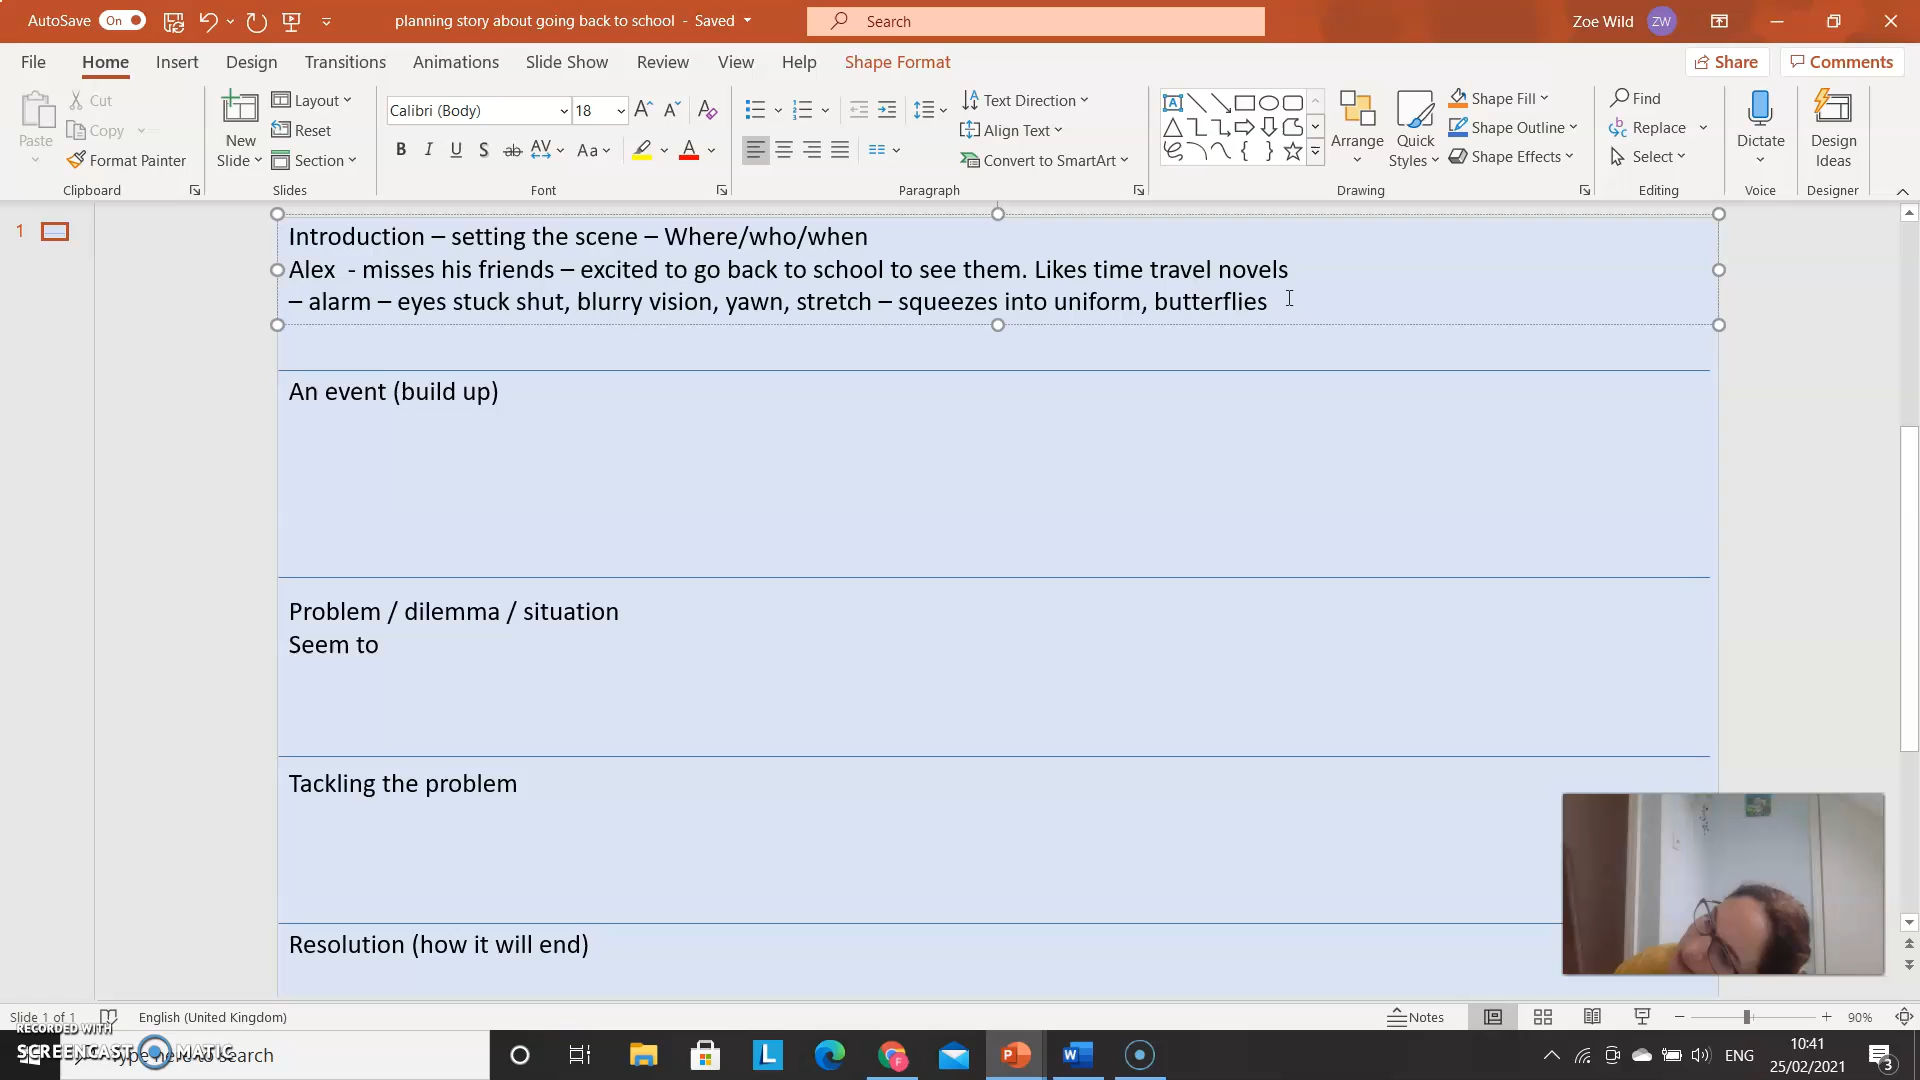 AutoSave On planning story about going back to school - Saved Search Zoe Wild ZW
File Home Insert Design Transitions Animations Slide Show Review View Help Shape Format Share Comments
Paste Cut Copy Format Painter Clipboard
New Slide Layout Reset Section Slides
Calibri (Body) 18 Font
Text Direction Align Text Convert to SmartArt Paragraph
Arrange Quick Styles Shape Fill Shape Outline Shape Effects Drawing
Find Replace Select Editing
Dictate Voice
Design Ideas Designer
1
Introduction – setting the scene – Where/who/when
Alex  - misses his friends – excited to go back to school to see them. Likes time travel novels
– alarm – eyes stuck shut, blurry vision, yawn, stretch – squeezes into uniform, butterflies
An event (build up)
Problem / dilemma / situation
Seem to
Tackling the problem
Resolution (how it will end)
Slide 1 of 1 English (United Kingdom) Notes 90%
RECORDED WITH
SCREENCAST MATIC
Type here to search
ENG 10:41
25/02/2021 3